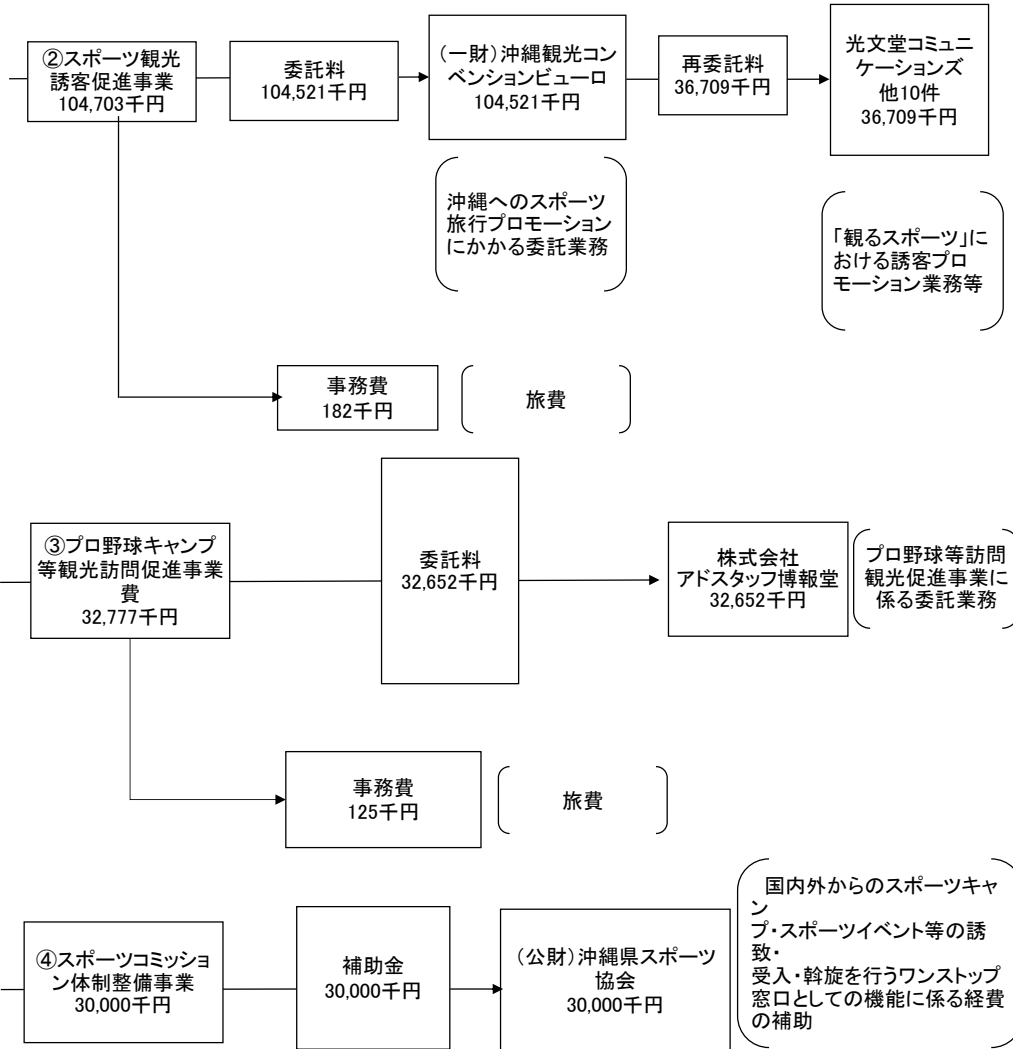 ②スポーツ観光
誘客促進事業
104,703千円
委託料
104,521千円
（一財）沖縄観光コン
ベンションビューロ
104,521千円
再委託料
36,709千円
光文堂コミュニ
ケーションズ
他10件
36,709千円
沖縄へのスポーツ
旅行プロモーション
にかかる委託業務
「観るスポーツ」に
おける誘客プロ
モーション業務等
事務費
182千円
旅費
③プロ野球キャンプ
等観光訪問促進事業
費
32,777千円
委託料
32,652千円
株式会社
アドスタッフ博報堂
32,652千円
プロ野球等訪問
観光促進事業に
係る委託業務
事務費
125千円
旅費
④スポーツコミッショ
ン体制整備事業
30,000千円
補助金
30,000千円
（公財）沖縄県スポーツ
協会
30,000千円
国内外からのスポーツキャ
ン
プ・スポーツイベント等の誘
致・
受入・斡旋を行うワンストップ
窓口としての機能に係る経費
の補助